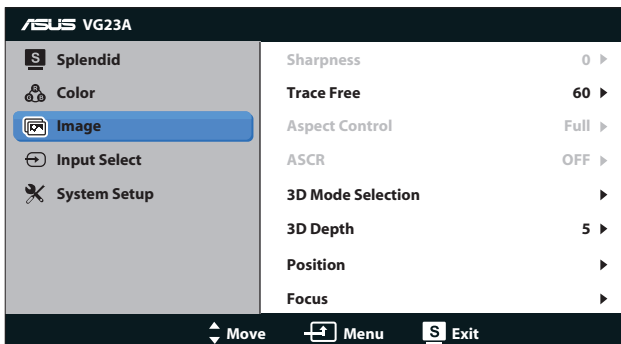 ASUS VG23A
S Splendid
Color
Image
Input Select
System Setup
Sharpness 0
Trace Free 60
Aspect Control Full
ASCR OFF
3D Mode Selection
3D Depth 5
Position
Focus
Move Menu S Exit